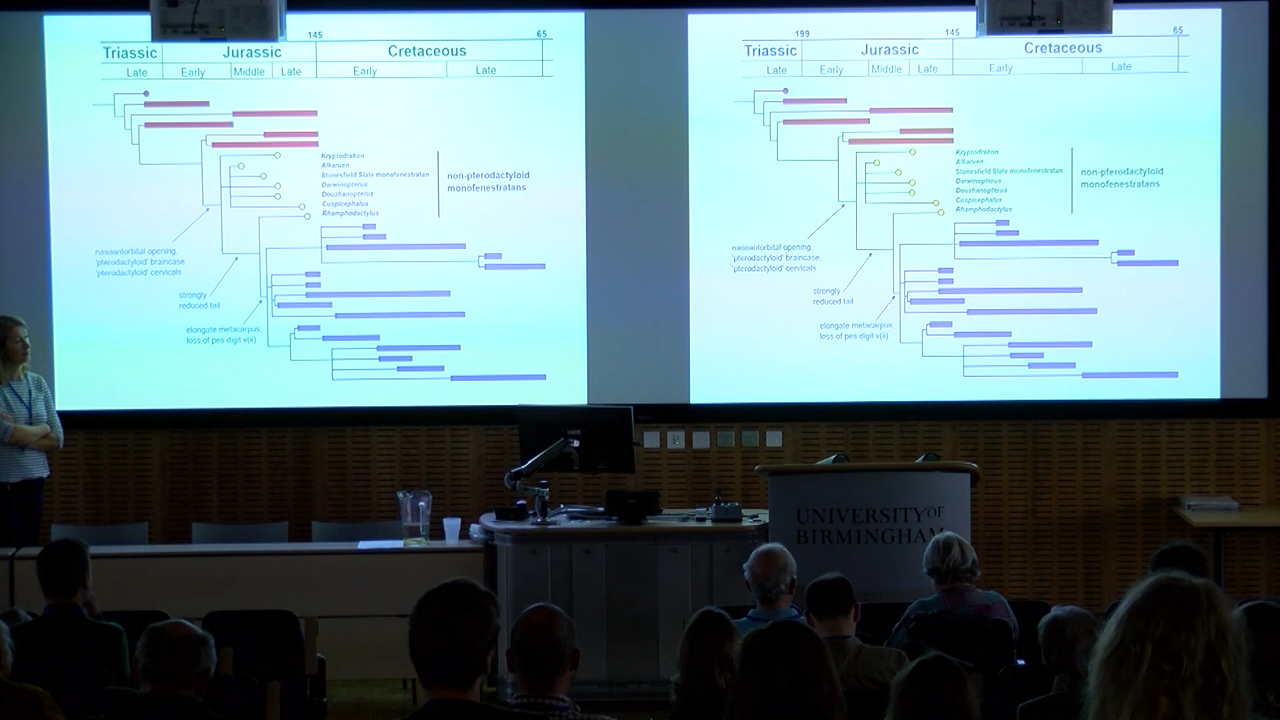 145
65
Triassic
Jurassic
Cretaceous
Late
Early
Middle
Late
Early
Late
Kryptodrakon
Allkaruen
Stonesfield Slate monofenestratan
Darwinopterus
Douzhanopterus
Cuspicephalus
Rhamphodactylus
non-pterodactyloid
monofenestratans
nasoantorbital opening,
'pterodactyloid' braincase,
'pterodactyloid' cervicals
strongly
reduced tail
elongate metacarpus,
loss of pes digit v(ii)
199
145
65
Triassic
Jurassic
Cretaceous
Late
Early
Middle
Late
Early
Late
Kryptodrakon
Allkaruen
Stonesfield Slate monofenestratan
Darwinopterus
Douzhanopterus
Cuspicephalus
Rhamphodactylus
non-pterodactyloid
monofenestratans
nasoantorbital opening,
'pterodactyloid' braincase,
'pterodactyloid' cervicals
strongly
reduced tail
elongate metacarpus,
loss of pes digit v(ii)
UNIVERSITY OF
BIRMINGHAM